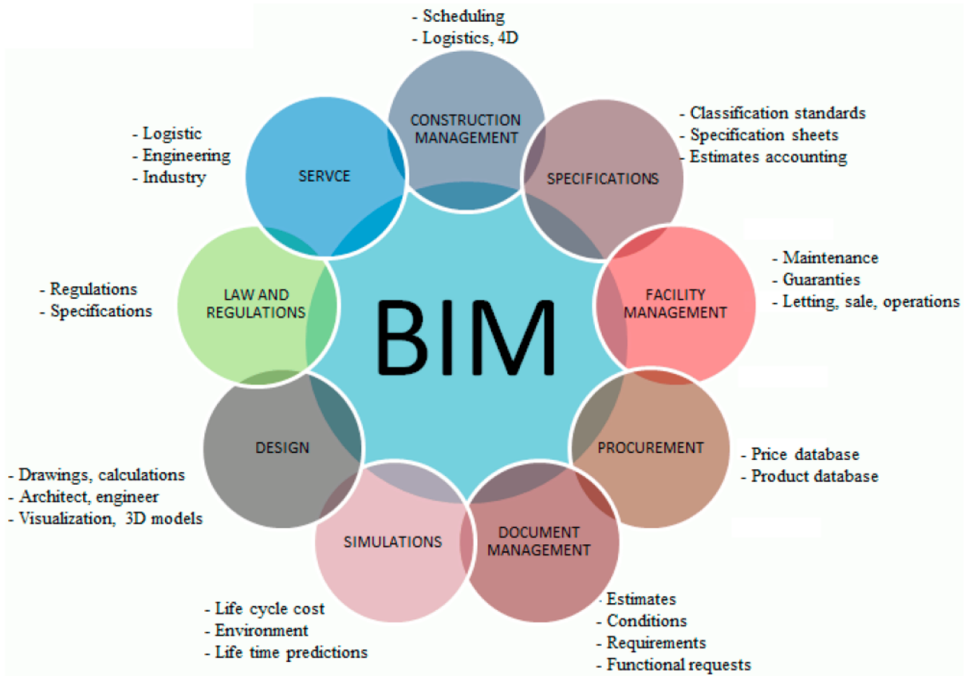 - Scheduling
- Logistics, 4D
CONSTRUCTION
MANAGEMENT
- Classification standards
- Specification sheets
- Estimates accounting
SPECIFICATIONS
- Maintenance
- Guaranties
- Letting, sale, operations
FACILITY
MANAGEMENT
PROCUREMENT
- Price database
- Product database
DOCUMENT
MANAGEMENT
- Estimates
- Conditions
- Requirements
- Functional requests
SIMULATIONS
- Life cycle cost
- Environment
- Life time predictions
DESIGN
- Drawings, calculations
- Architect, engineer
- Visualization, 3D models
LAW AND
REGULATIONS
- Regulations
- Specifications
SERVCE
- Logistic
- Engineering
- Industry
BIM